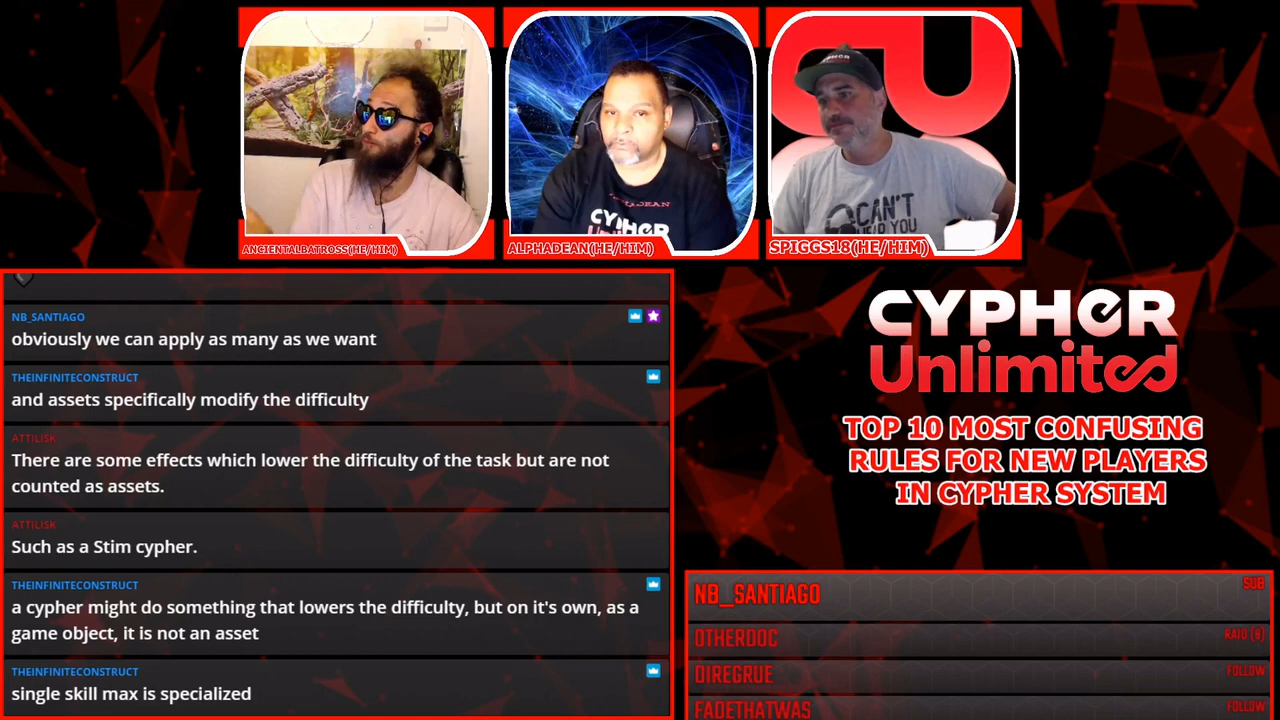 CYPHER
ANCIENTALBATROSS(HE/HIM)
ALPHADEAN(HE/HIM)
CAN'T
HEAR YOU
SPIGGS18(HE/HIM)
NB_SANTIAGO
obviously we can apply as many as we want
THEINFINITECONSTRUCT
and assets specifically modify the difficulty
ATTILISK
There are some effects which lower the difficulty of the task but are not
counted as assets.
ATTILISK
Such as a Stim cypher.
THEINFINITECONSTRUCT
a cypher might do something that lowers the difficulty, but on it's own, as a
game object, it is not an asset
THEINFINITECONSTRUCT
single skill max is specialized
CYPHER
Unlimited
TOP 10 MOST CONFUSING
RULES FOR NEW PLAYERS
IN CYPHER SYSTEM
NB_SANTIAGO SUB
OTHERDOC RAID (8)
DIREGRUE FOLLOW
FADETHATWAS FOLLOW